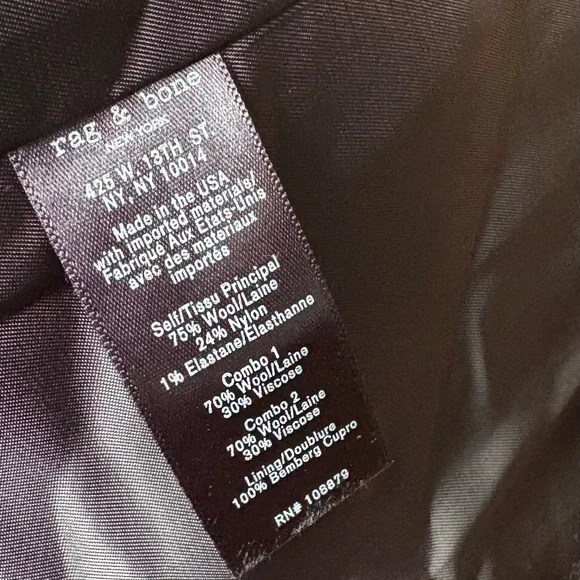 rag & bone
NEW YORK
425 W. 13TH ST.
NY, NY 10014
Made in the USA
with imported materials/
Fabriqué Aux États-Unis
avec des materiaux
importés
Self/Tissu Principal
75% Wool/Laine
24% Nylon
1% Elastane/Elasthanne
Combo 1
70% Wool/Laine
30% Viscose
Combo 2
70% Wool/Laine
30% Viscose
Lining/Doublure
100% Bemberg Cupro
RN# 106879